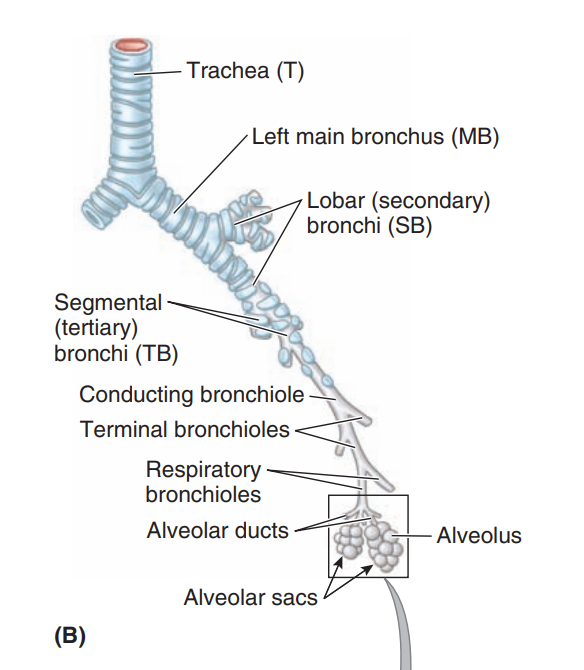 Trachea (T)
Left main bronchus (MB)
Lobar (secondary)
bronchi (SB)
Segmental
(tertiary)
bronchi (TB)
Conducting bronchiole
Terminal bronchioles
Respiratory
bronchioles
Alveolar ducts
Alveolus
Alveolar sacs
(B)